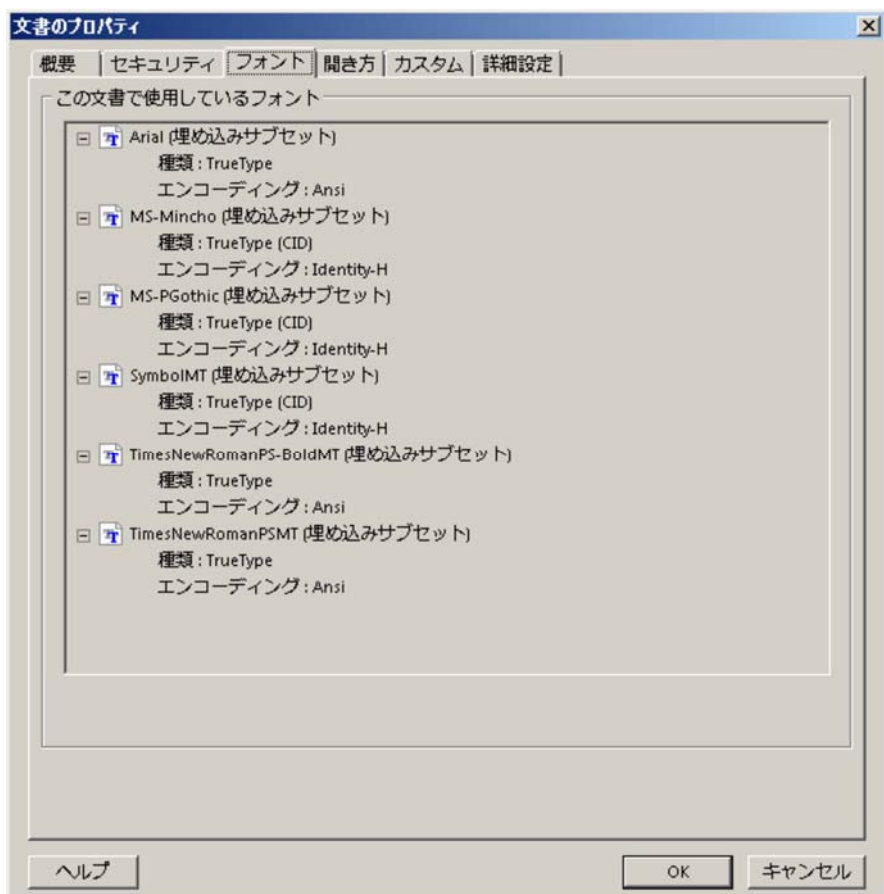 文書のプロパティ
概要 セキュリティ フォント 開き方 カスタム 詳細設定
この文書で使用しているフォント
Arial (埋め込みサブセット)
種類 : TrueType
エンコーディング : Ansi
MS-Mincho (埋め込みサブセット)
種類 : TrueType (CID)
エンコーディング : Identity-H
MS-PGothic (埋め込みサブセット)
種類 : TrueType (CID)
エンコーディング : Identity-H
SymbolMT (埋め込みサブセット)
種類 : TrueType (CID)
エンコーディング : Identity-H
TimesNewRomanPS-BoldMT (埋め込みサブセット)
種類 : TrueType
エンコーディング : Ansi
TimesNewRomanPSMT (埋め込みサブセット)
種類 : TrueType
エンコーディング : Ansi
ヘルプ OK キャンセル